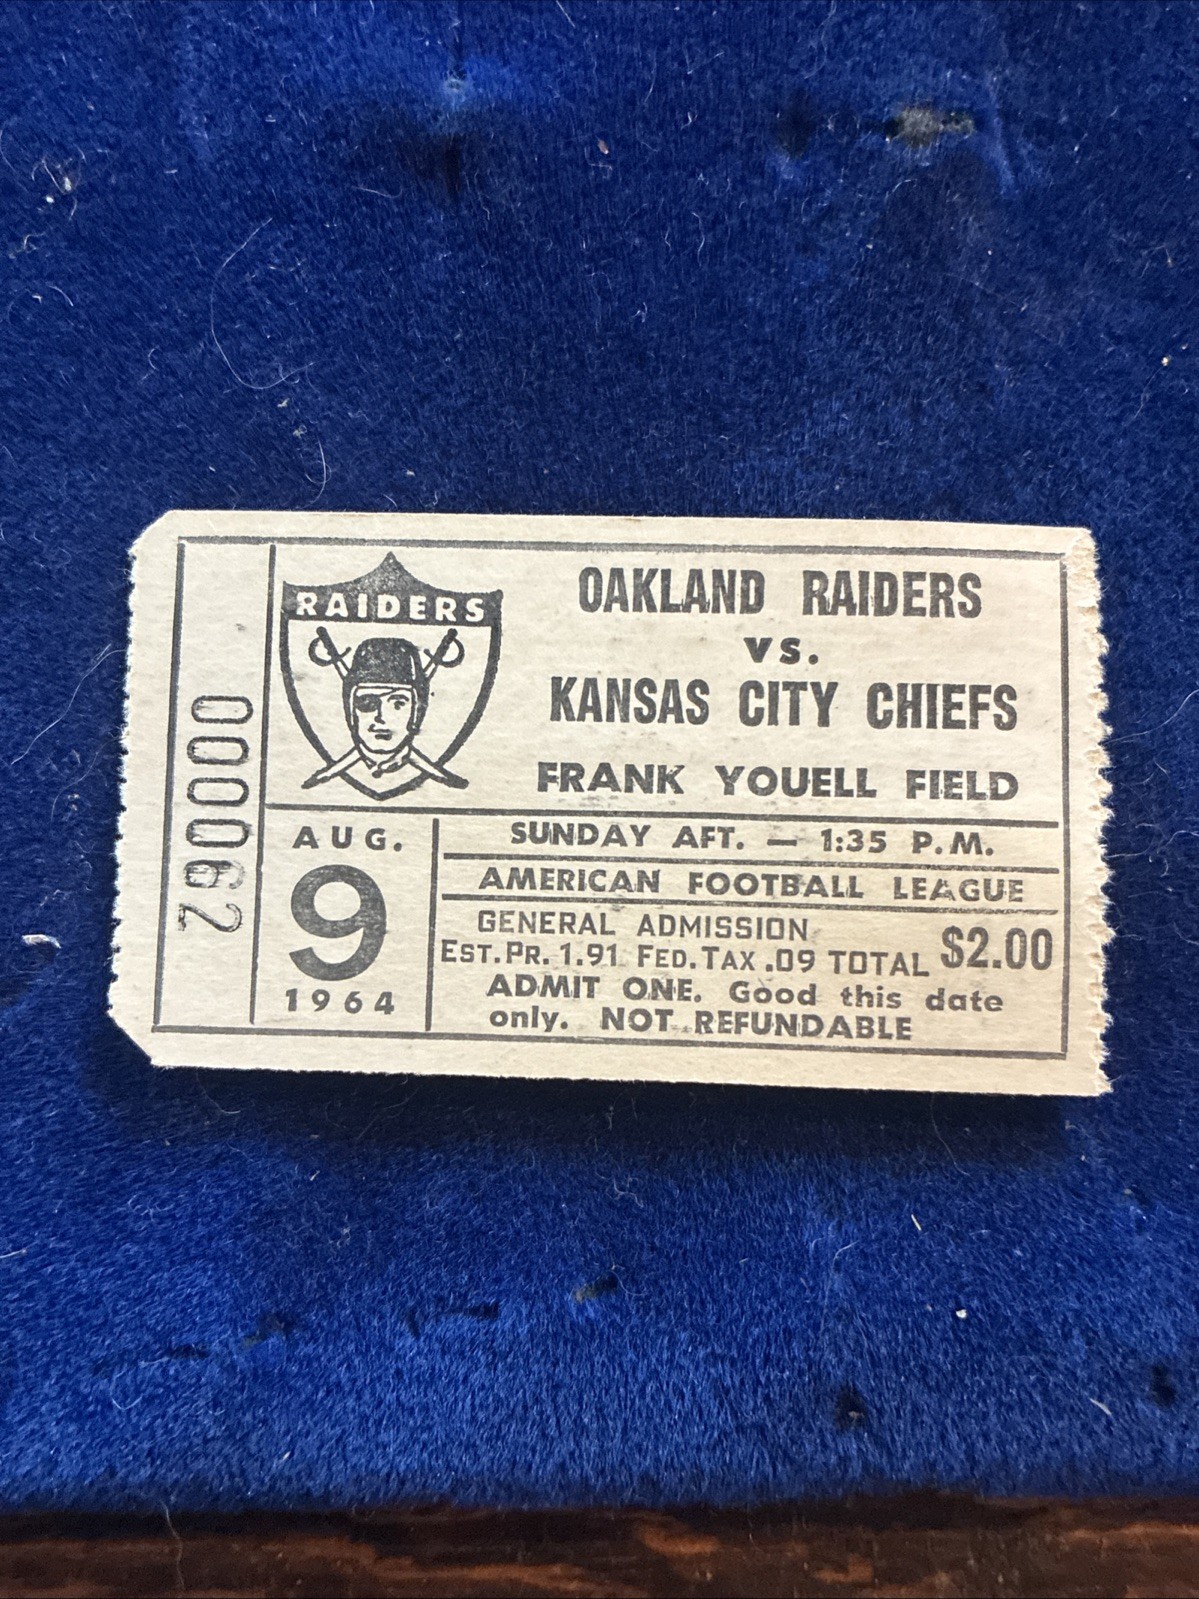 000062
RAIDERS
OAKLAND RAIDERS
VS.
KANSAS CITY CHIEFS
FRANK YOUELL FIELD
AUG.
9
1964
SUNDAY AFT. — 1:35 P.M.
AMERICAN FOOTBALL LEAGUE
GENERAL ADMISSION
EST. PR. 1.91 FED. TAX .09 TOTAL $2.00
ADMIT ONE. Good this date
only. NOT REFUNDABLE